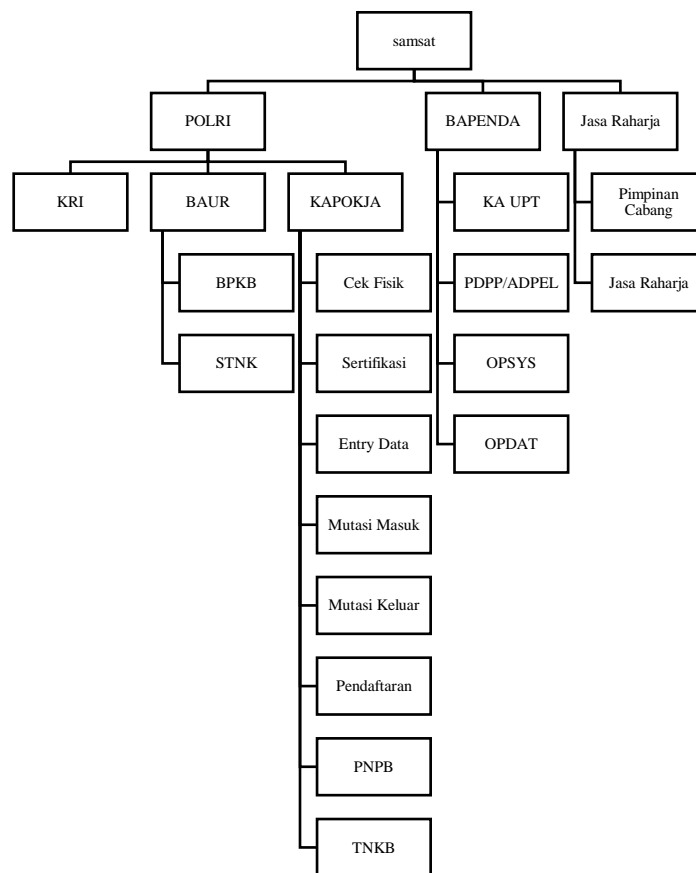 samsat
POLRI
BAPENDA
Jasa Raharja
KRI
BAUR
KAPOKJA
KA UPT
Pimpinan
Cabang
BPKB
Cek Fisik
PDPP/ADPEL
Jasa Raharja
STNK
Sertifikasi
OPSYS
Entry Data
OPDAT
Mutasi Masuk
Mutasi Keluar
Pendaftaran
PNPB
TNKB